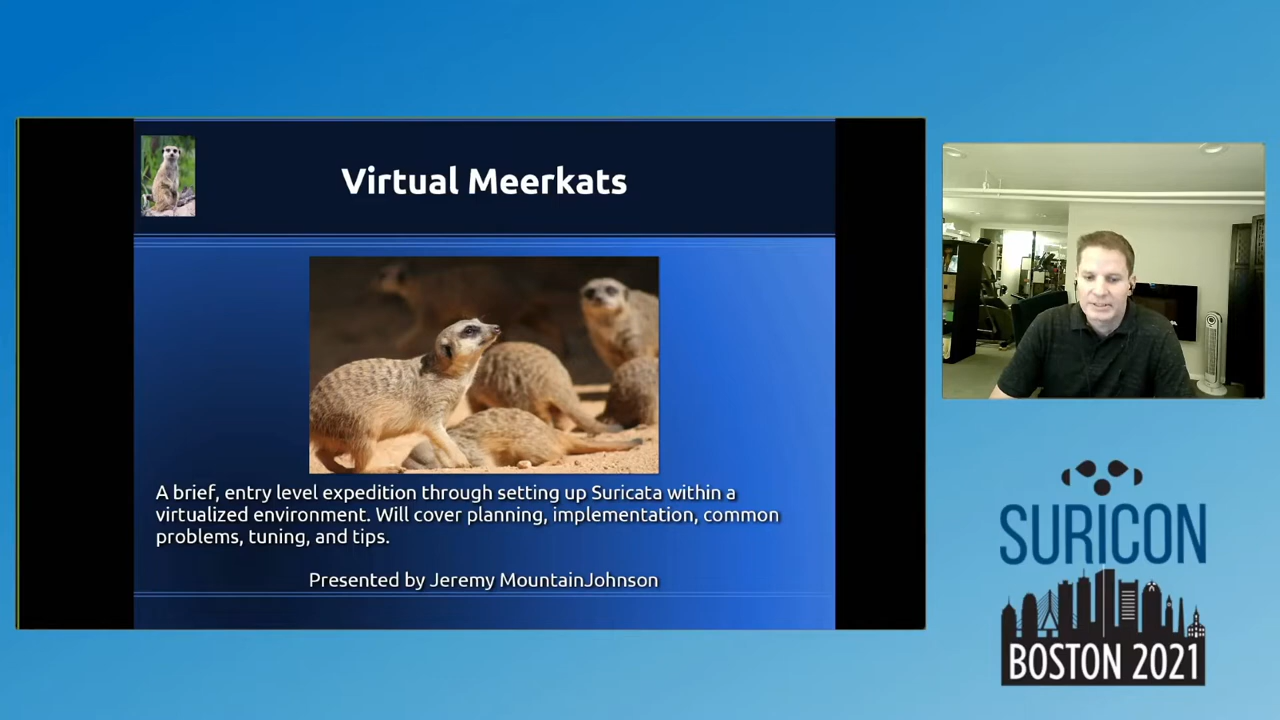 Virtual Meerkats
A brief, entry level expedition through setting up Suricata within a
virtualized environment. Will cover planning, implementation, common
problems, tuning, and tips.
Presented by Jeremy MountainJohnson
SURICON
BOSTON 2021